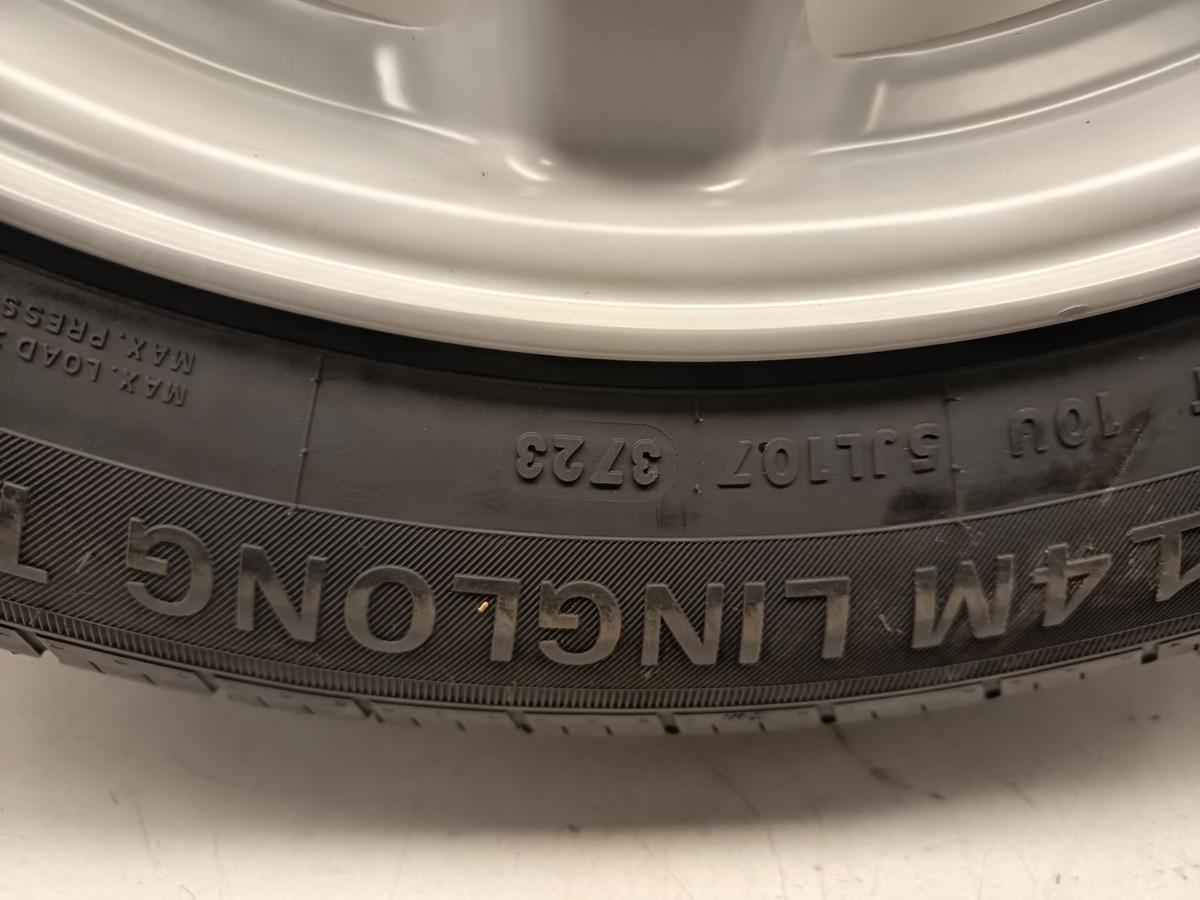 4M LINGLONG
10U 5JL107 3723
MAX. LOAD
MAX. PRESS